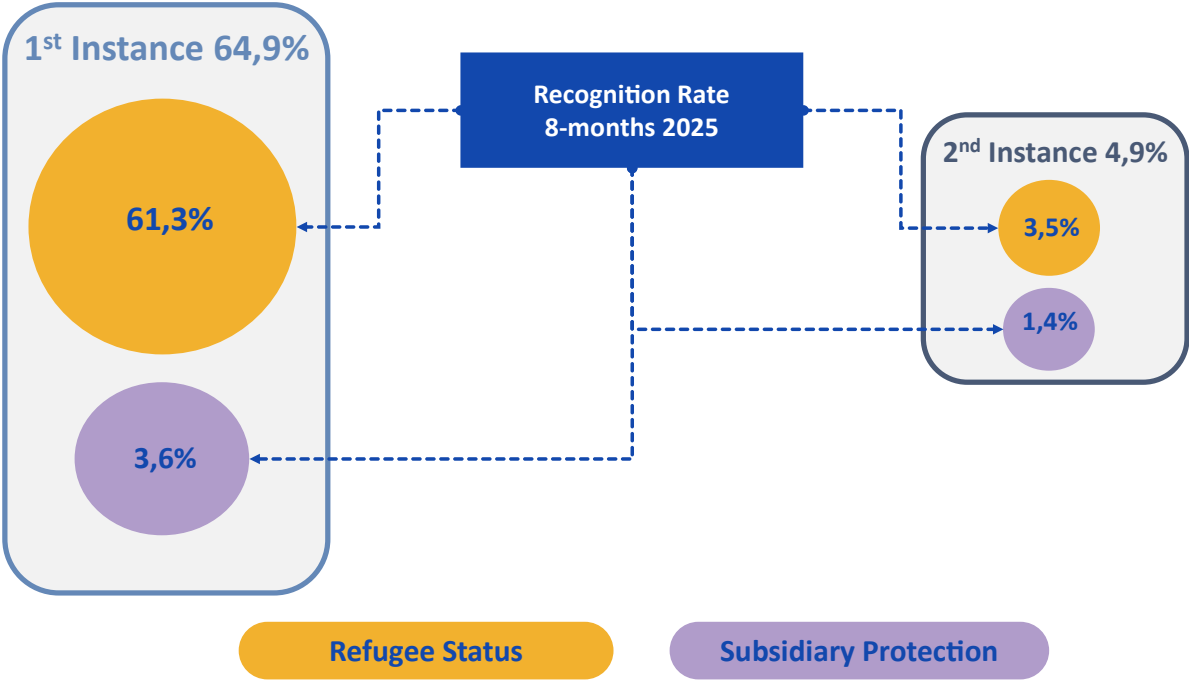 1st Instance 64,9%
61,3%
3,6%
Recognition Rate
8-months 2025
2nd Instance 4,9%
3,5%
1,4%
Refugee Status
Subsidiary Protection